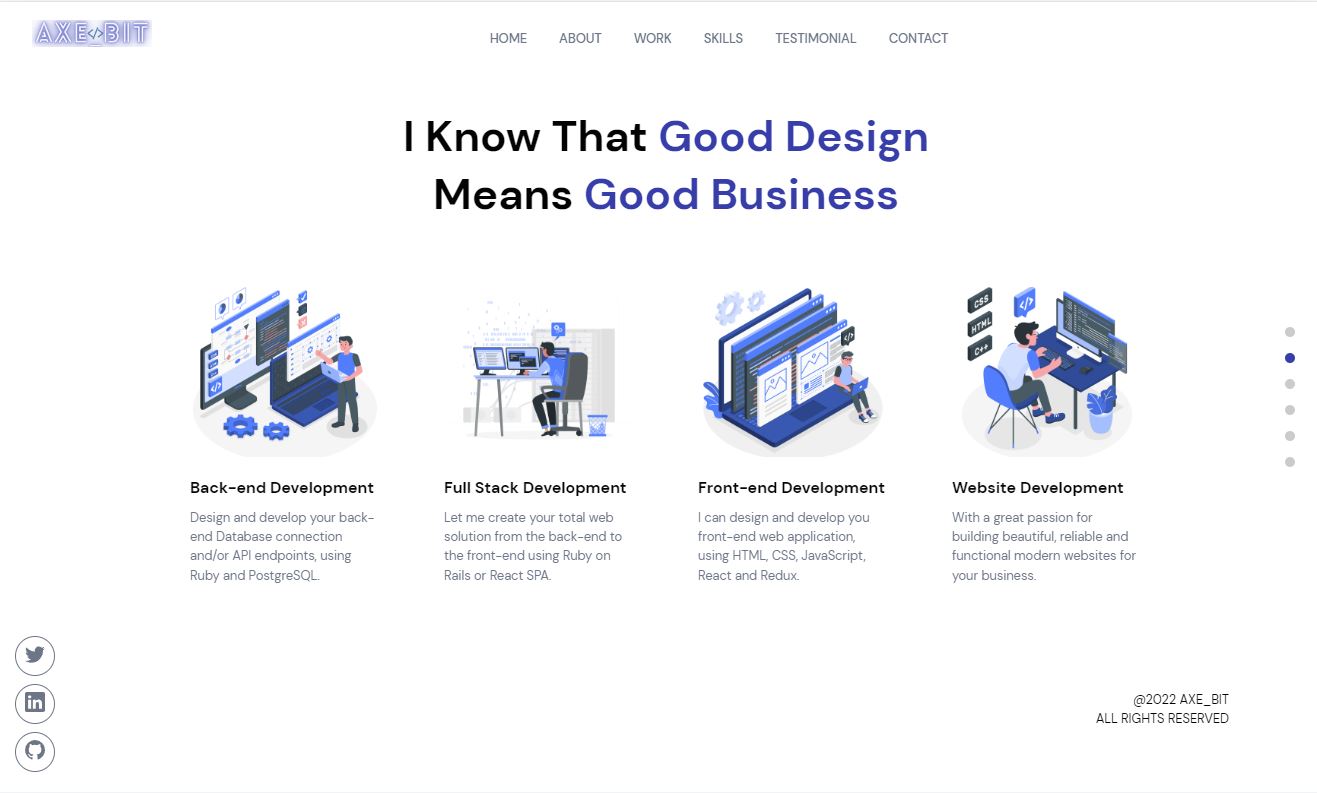 AXE</>_BIT
HOME ABOUT WORK SKILLS TESTIMONIAL CONTACT
I Know That Good Design
Means Good Business
CSS
HTML
C++
</>
Back-end Development
Design and develop your back-
end Database connection
and/or API endpoints, using
Ruby and PostgreSQL.
Full Stack Development
Let me create your total web
solution from the back-end to
the front-end using Ruby on
Rails or React SPA.
Front-end Development
I can design and develop you
front-end web application,
using HTML, CSS, JavaScript,
React and Redux.
Website Development
With a great passion for
building beautiful, reliable and
functional modern websites for
your business.
in
@2022 AXE_BIT
ALL RIGHTS RESERVED